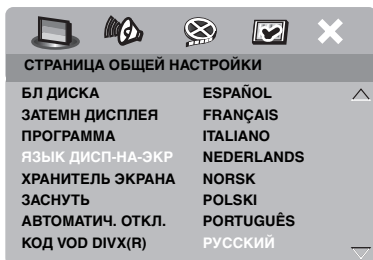 СТРАНИЦА ОБЩЕЙ НАСТРОЙКИ
БЛ ДИСКА ESPAÑOL
ЗАТЕМН ДИСПЛЕЯ FRANÇAIS
ПРОГРАММА ITALIANO
ЯЗЫК ДИСП-НА-ЭКР NEDERLANDS
ХРАНИТЕЛЬ ЭКРАНА NORSK
ЗАСНУТЬ POLSKI
АВТОМАТИЧ. ОТКЛ. PORTUGUÊS
КОД VOD DIVX(R) РУССКИЙ